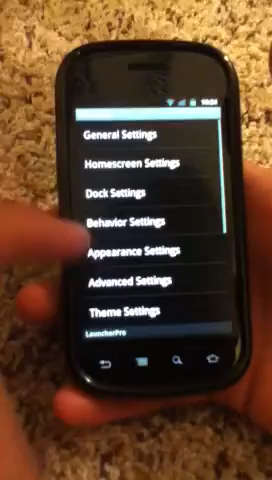 General Settings
Homescreen Settings
Dock Settings
Behavior Settings
Appearance Settings
Advanced Settings
Theme Settings
LauncherPro